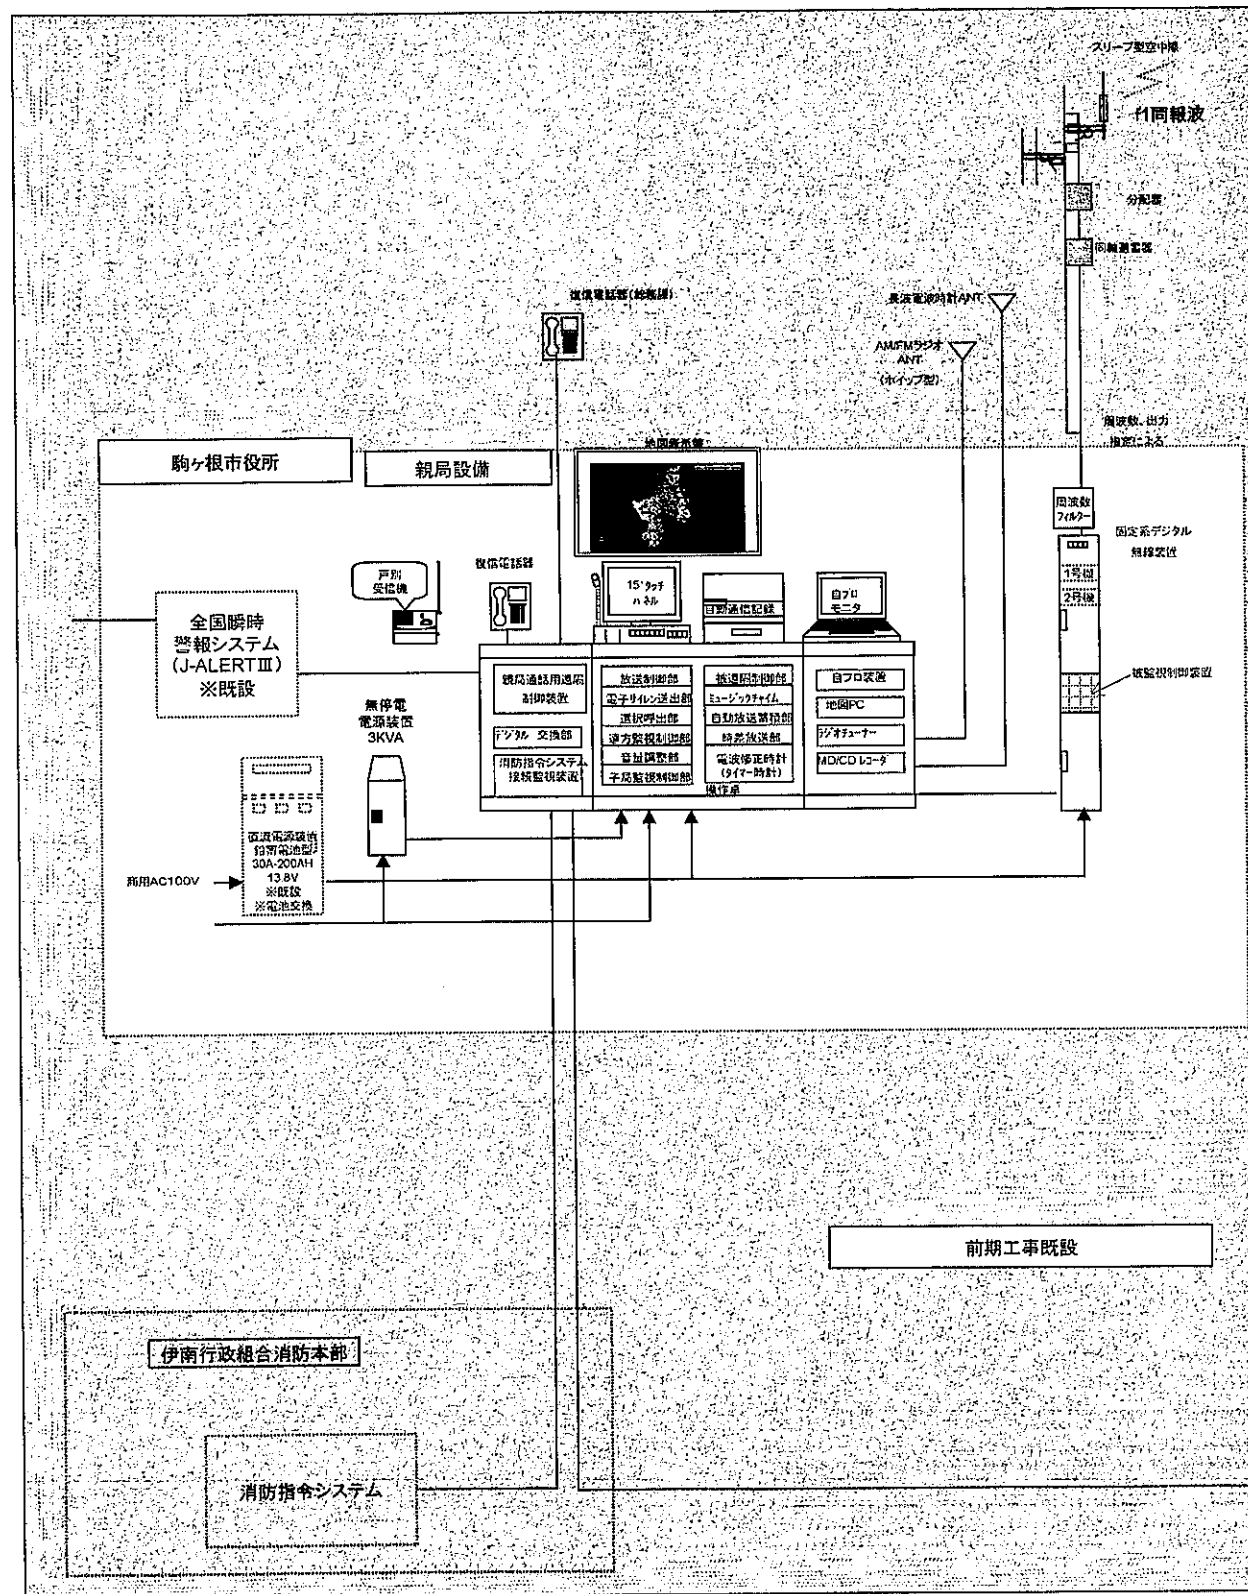 スリーブ型空中線
f1同報波
分配器
同軸避雷器
複信電話器(総務課)
長波電波時計ANT
AM/FMラジオ
ANT
(ホイップ型)
周波数、出力
指定による
駒ヶ根市役所
親局設備
地図表示盤
周波数
フィルター
固定系デジタル
無線装置
1号機
2号機
被監視制御装置
戸別
受信機
複信電話器
15"タッチ
パネル
自動通信記録
自プロ
モニタ
全国瞬時
警報システム
(J-ALERTⅢ)
※既設
無停電
電源装置
3KVA
親局通話用遠隔
制御装置
デジタル 交換部
消防指令システム
接続監視装置
放送制御部
電子サイレン送出部
選択呼出部
遠方監視制御部
音量調整部
子局監視制御部
被遠隔制御部
ミュージックチャイム
自動放送蓄積部
時差放送部
電波修正時計
(タイマー時計)
操作卓
自プロ装置
地図PC
ラジオチューナー
MD/CDレコーダ
直流電源装置
鉛蓄電池型
30A-200AH
13.8V
※既設
※電池交換
商用AC100V
前期工事既設
伊南行政組合消防本部
消防指令システム